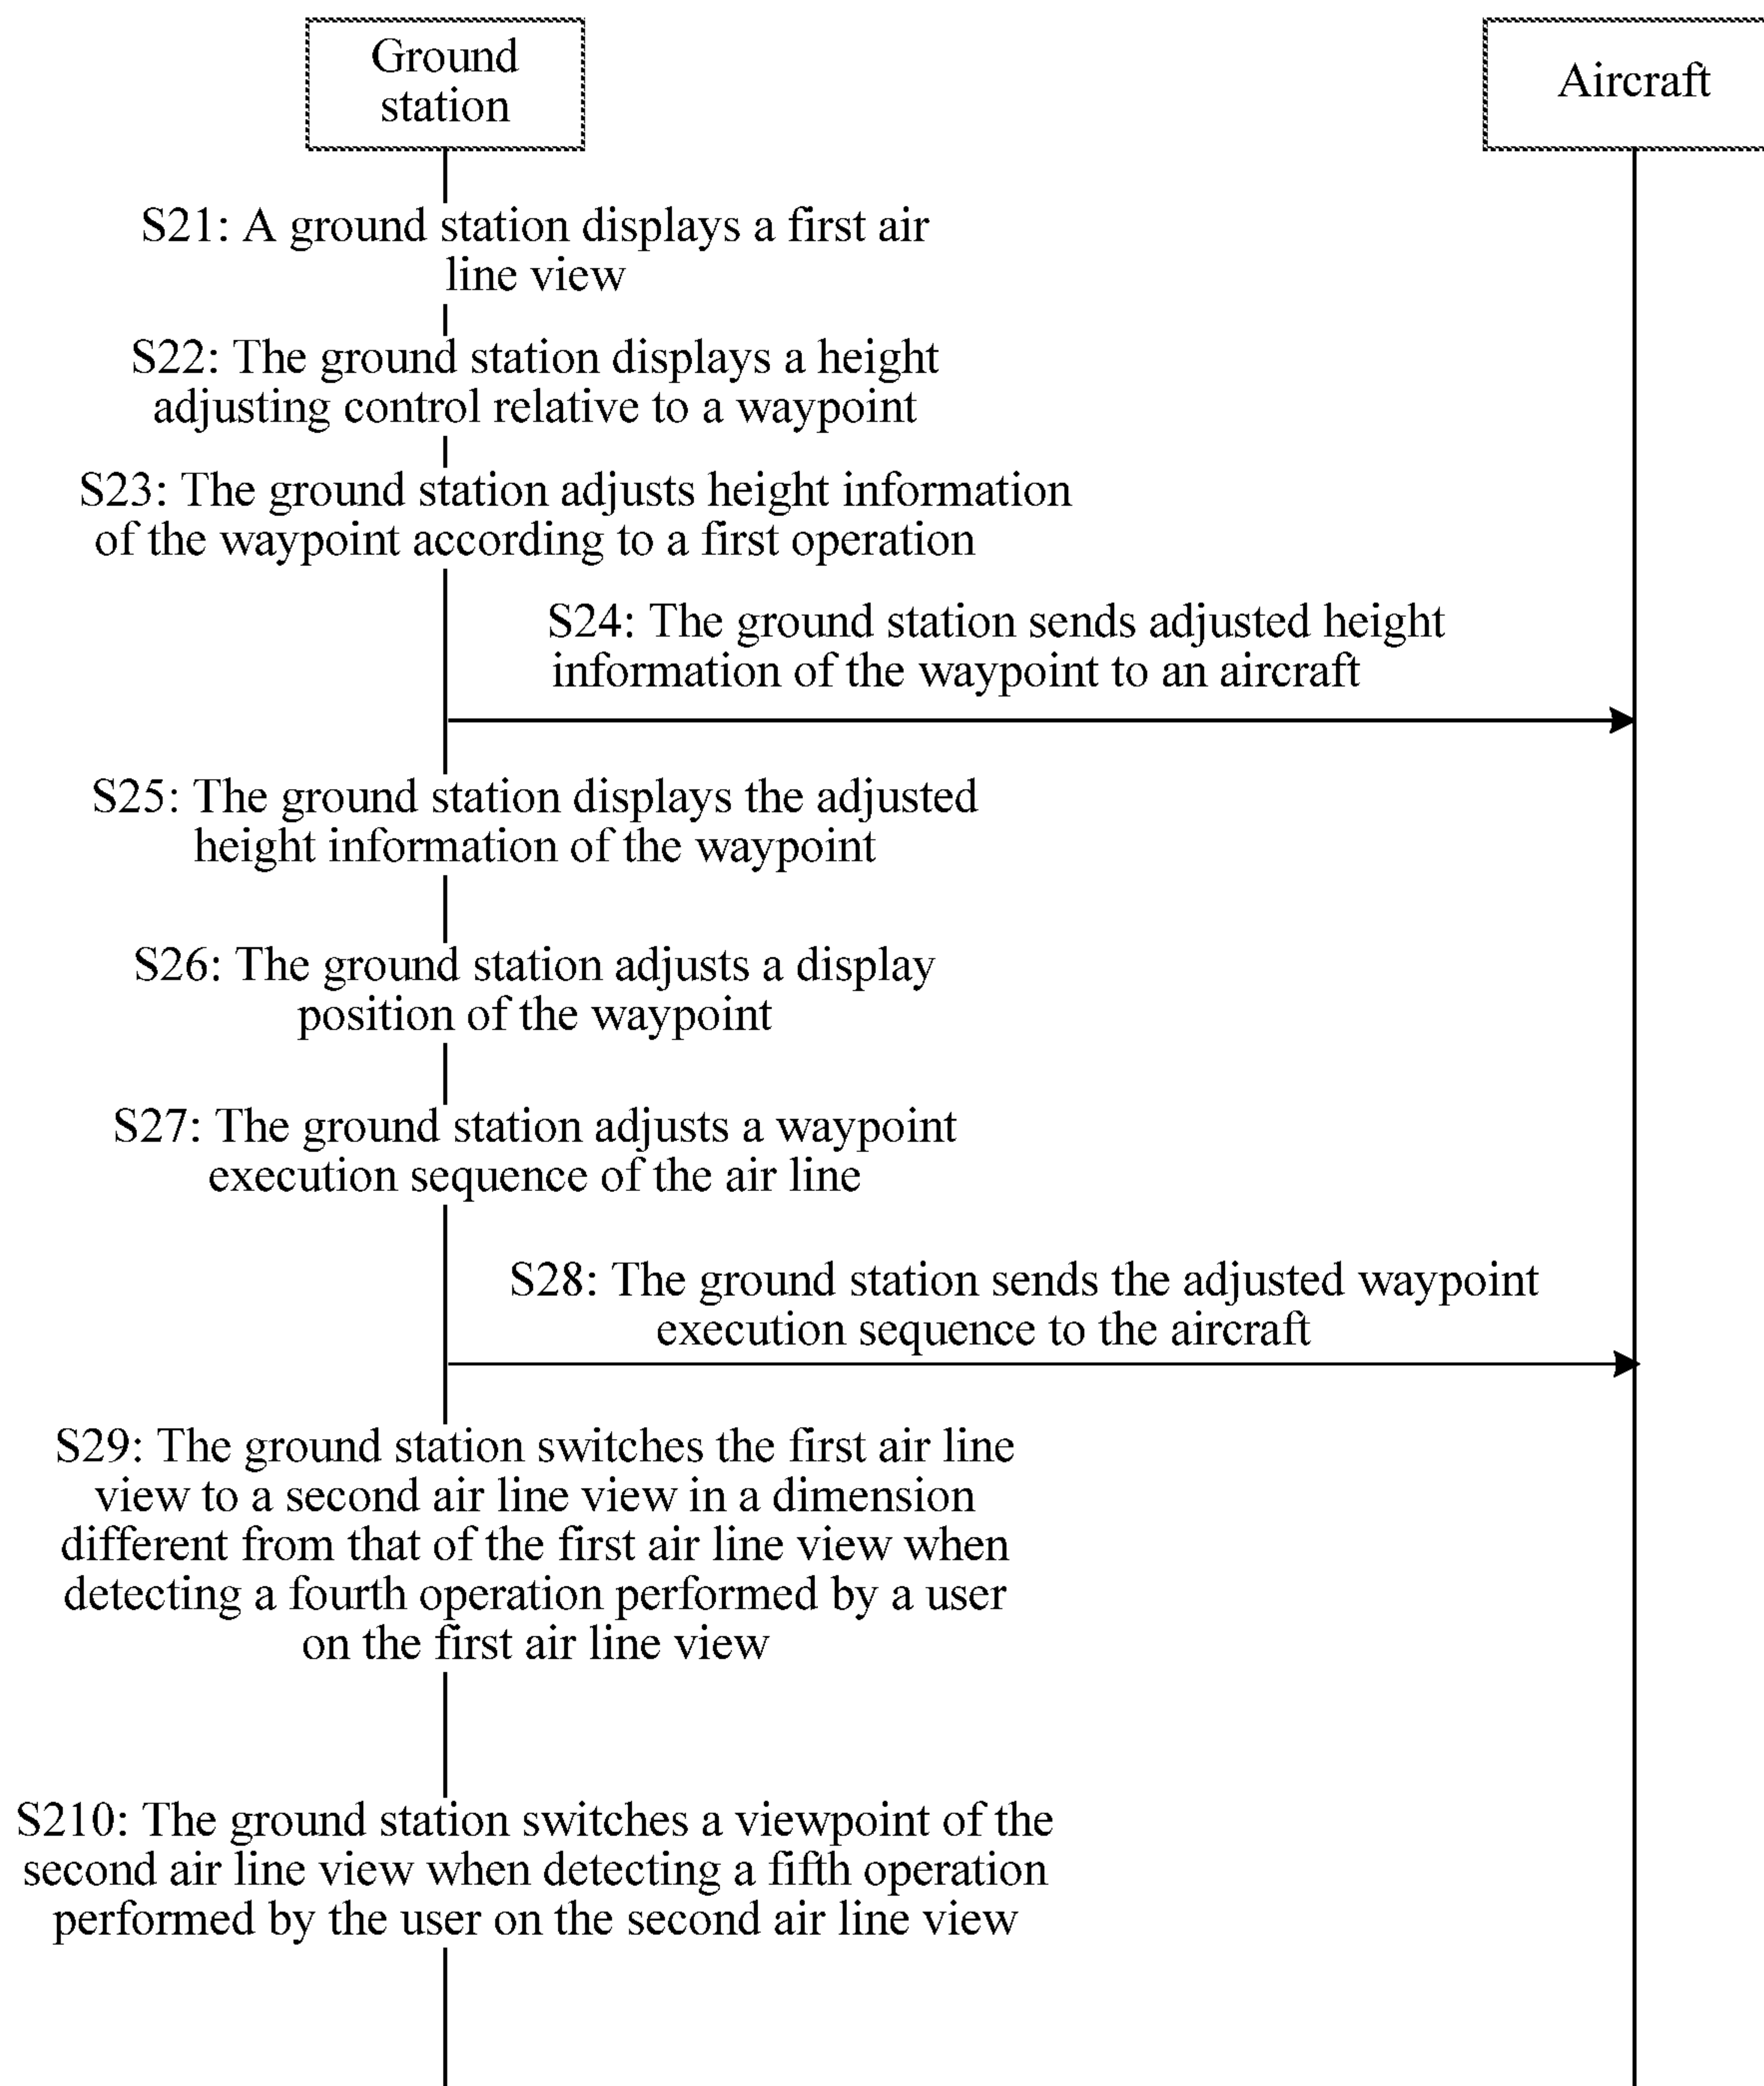 Ground
station
Aircraft
S21: A ground station displays a first air
line view
S22: The ground station displays a height
adjusting control relative to a waypoint
S23: The ground station adjusts height information
of the waypoint according to a first operation
S24: The ground station sends adjusted height
information of the waypoint to an aircraft
S25: The ground station displays the adjusted
height information of the waypoint
S26: The ground station adjusts a display
position of the waypoint
S27: The ground station adjusts a waypoint
execution sequence of the air line
S28: The ground station sends the adjusted waypoint
execution sequence to the aircraft
S29: The ground station switches the first air line
view to a second air line view in a dimension
different from that of the first air line view when
detecting a fourth operation performed by a user
on the first air line view
S210: The ground station switches a viewpoint of the
second air line view when detecting a fifth operation
performed by the user on the second air line view